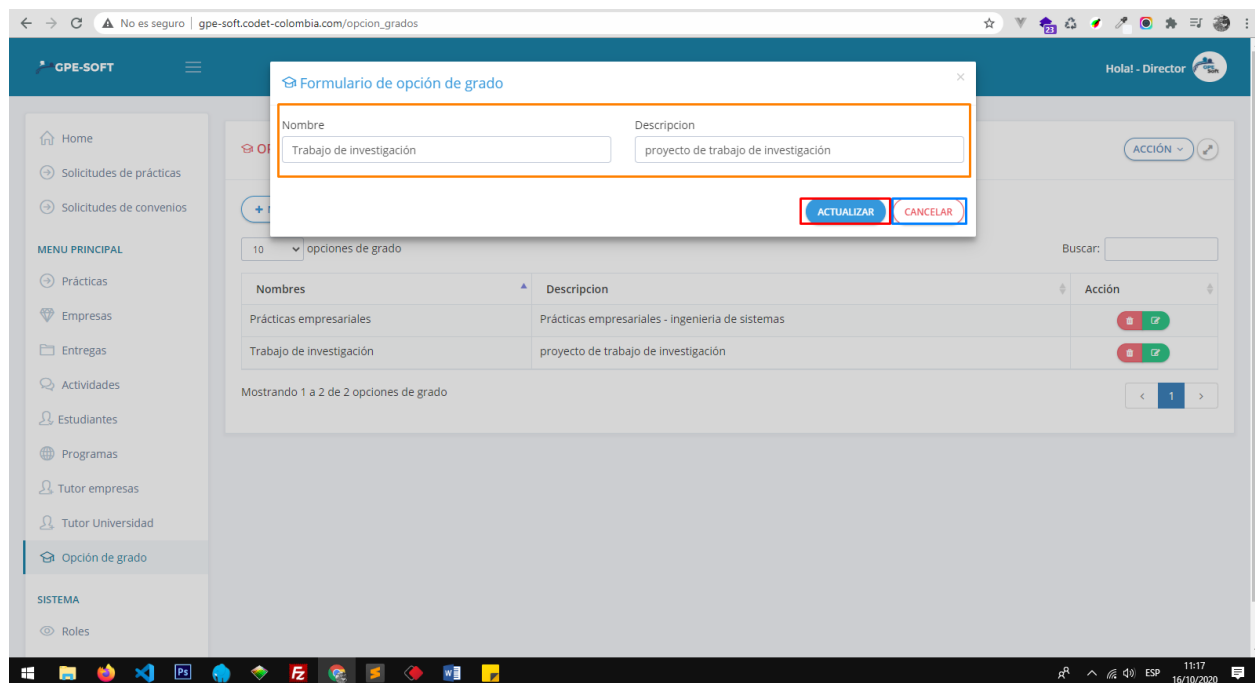 No es seguro | gpe-soft.codet-colombia.com/opcion_grados
23
GPE-SOFT
Hola! - Director
Formulario de opción de grado
×
Nombre Descripcion
Trabajo de investigación proyecto de trabajo de investigación
ACTUALIZAR CANCELAR
ACCIÓN
Home
Solicitudes de prácticas
Solicitudes de convenios
MENU PRINCIPAL
Prácticas
Empresas
Entregas
Actividades
Estudiantes
Programas
Tutor empresas
Tutor Universidad
Opción de grado
SISTEMA
Roles
10 opciones de grado
Buscar:
Nombres Descripcion Acción
Prácticas empresariales Prácticas empresariales - ingenieria de sistemas
Trabajo de investigación proyecto de trabajo de investigación
Mostrando 1 a 2 de 2 opciones de grado
< 1 >
Ps
Fz
ESP
11:17
16/10/2020